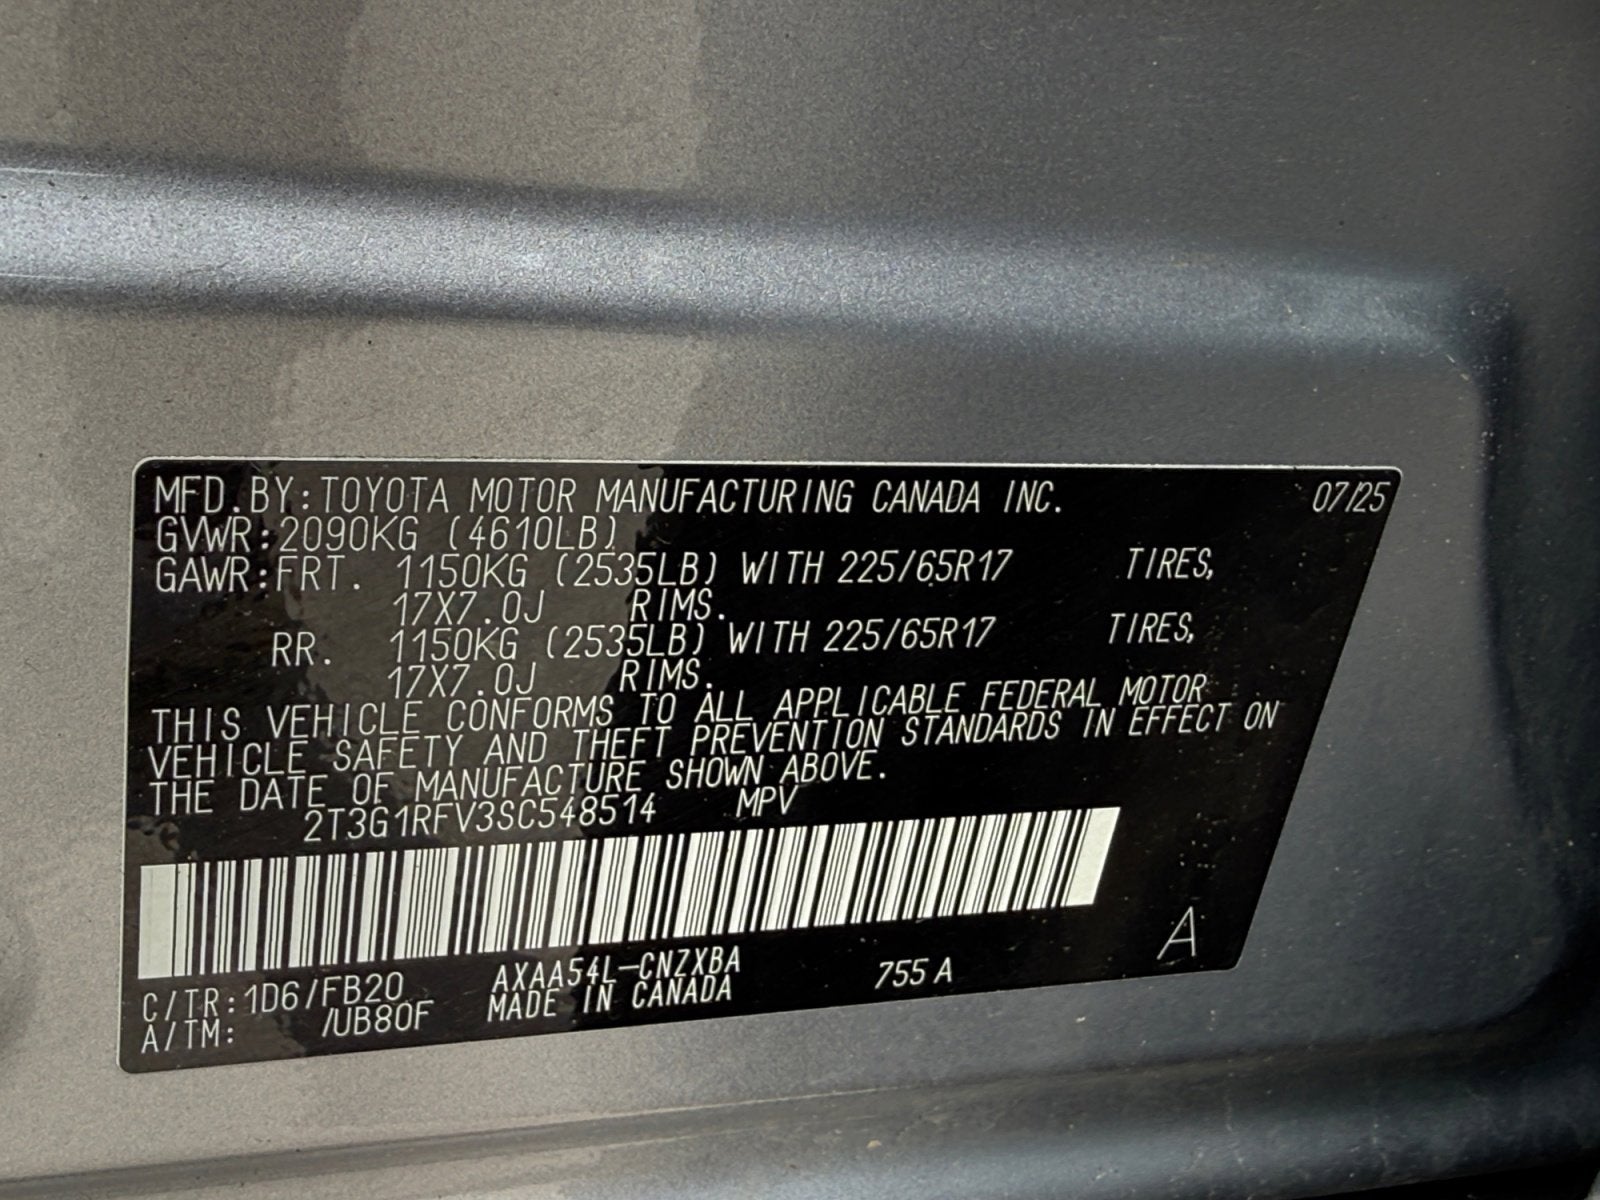 MFD.BY:TOYOTA MOTOR MANUFACTURING CANADA INC. 07/25
GVWR:2090KG (4610LB)
GAWR:FRT. 1150KG (2535LB) WITH 225/65R17 TIRES,
17X7.0J RIMS.
RR. 1150KG (2535LB) WITH 225/65R17 TIRES,
17X7.0J RIMS.
THIS VEHICLE CONFORMS TO ALL APPLICABLE FEDERAL MOTOR
VEHICLE SAFETY AND THEFT PREVENTION STANDARDS IN EFFECT ON
THE DATE OF MANUFACTURE SHOWN ABOVE.
2T3G1RFV3SC548514 MPV
C/TR:1D6/FB20 AXAA54L-CNZXBA 755 A A
A/TM: /UB80F MADE IN CANADA